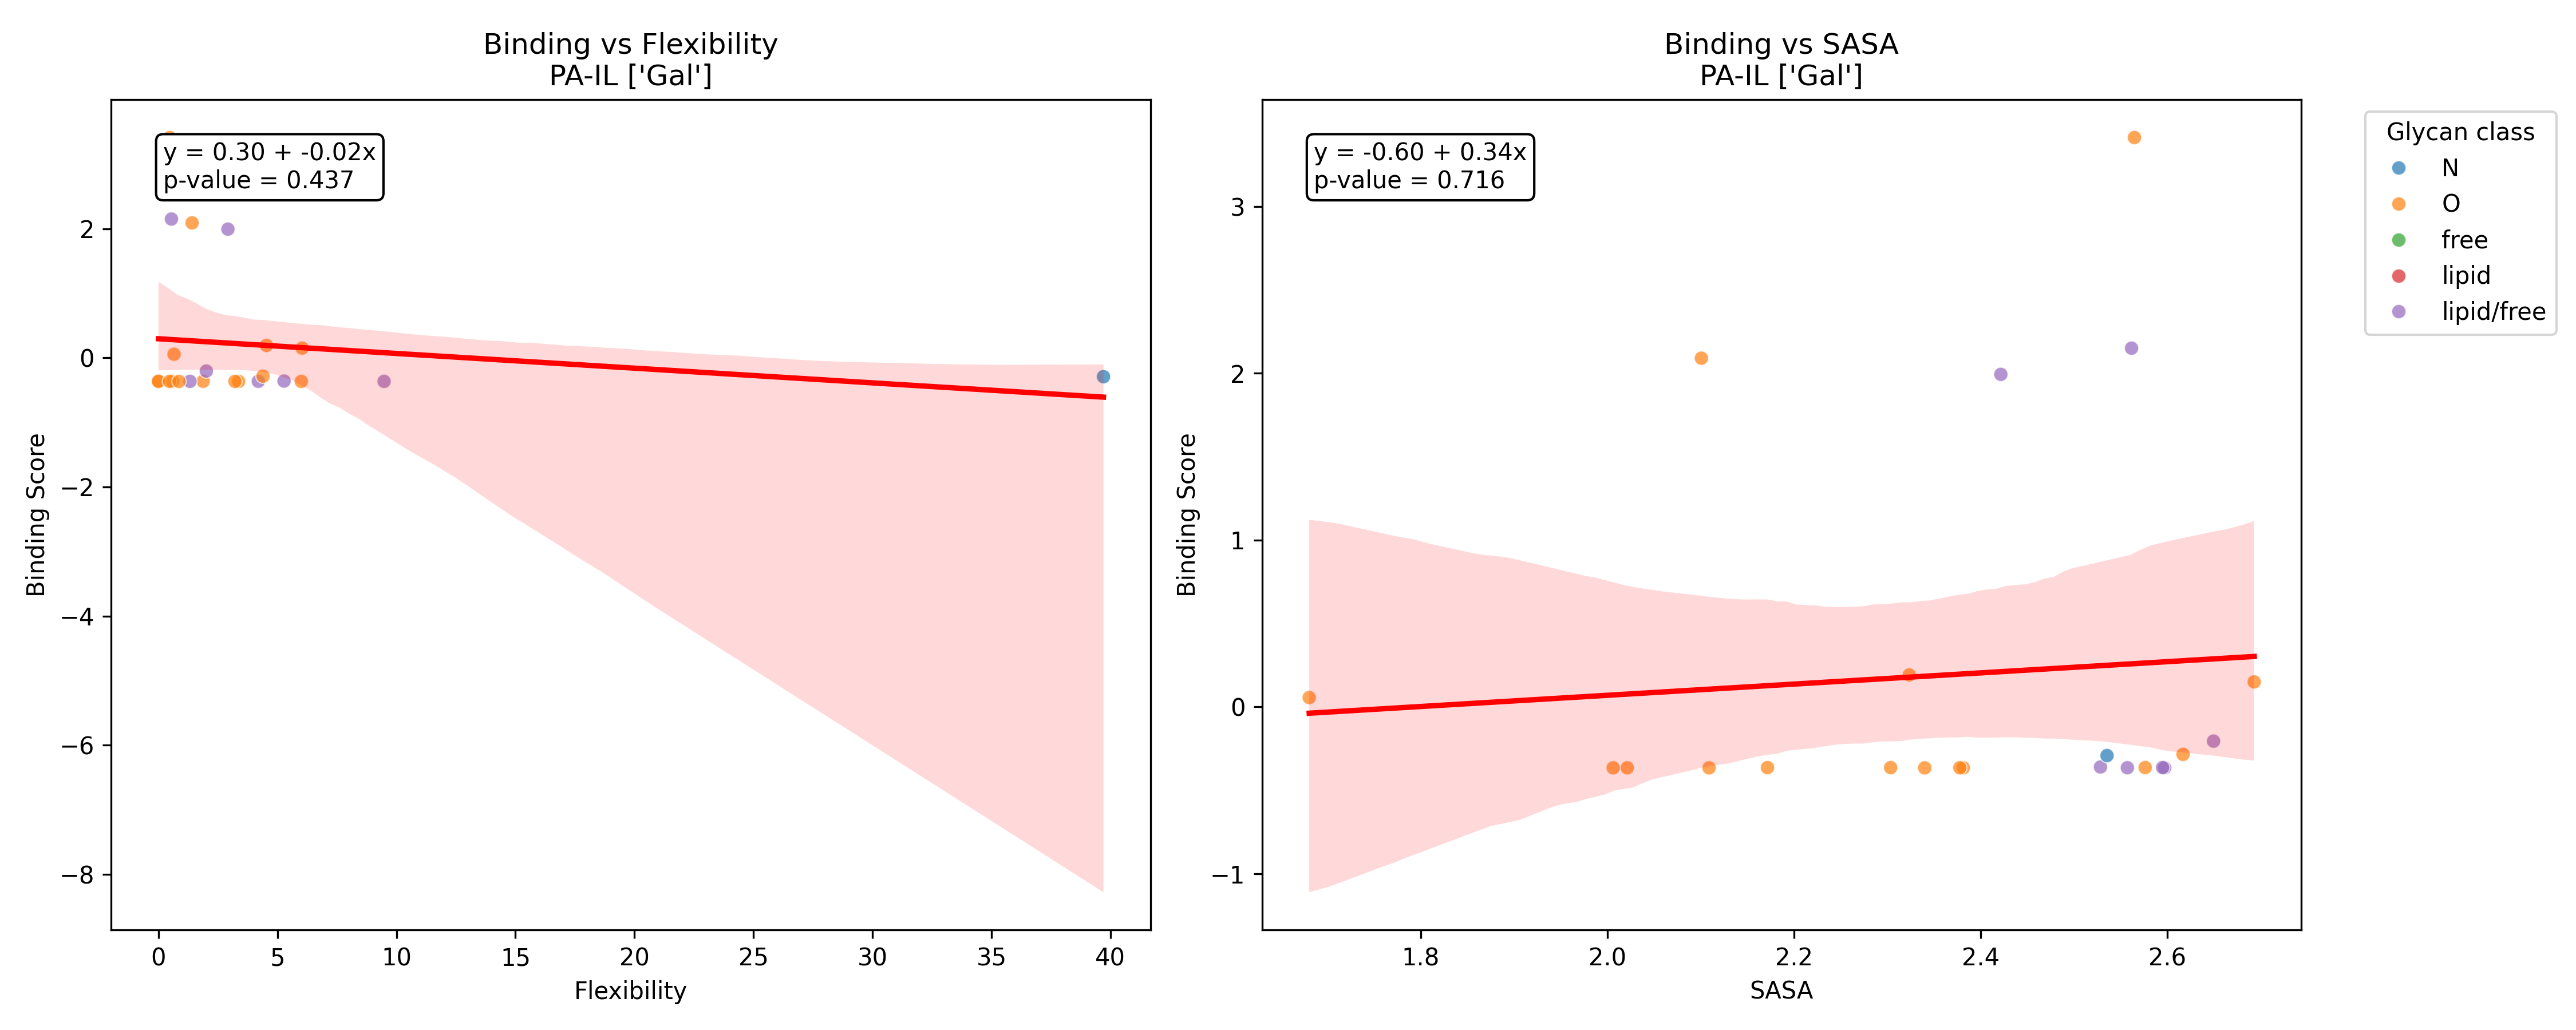 Binding vs Flexibility
PA-IL ['Gal']
y = 0.30 + -0.02x
p-value = 0.437
Binding Score
2
0
−2
−4
−6
−8
0 5 10 15 20 25 30 35 40
Flexibility
Binding vs SASA
PA-IL ['Gal']
y = -0.60 + 0.34x
p-value = 0.716
Binding Score
3
2
1
0
−1
1.8 2.0 2.2 2.4 2.6
SASA
Glycan class
N
O
free
lipid
lipid/free